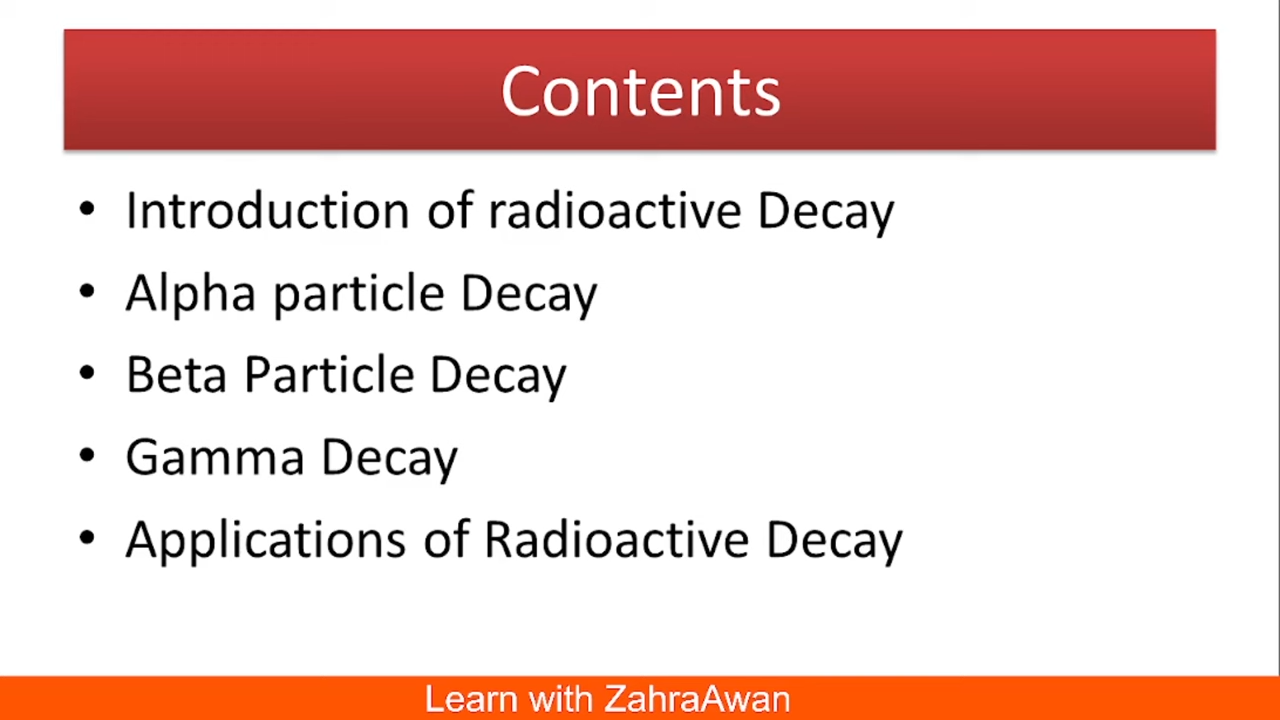 Contents
• Introduction of radioactive Decay
• Alpha particle Decay
• Beta Particle Decay
• Gamma Decay
• Applications of Radioactive Decay
Learn with ZahraAwan